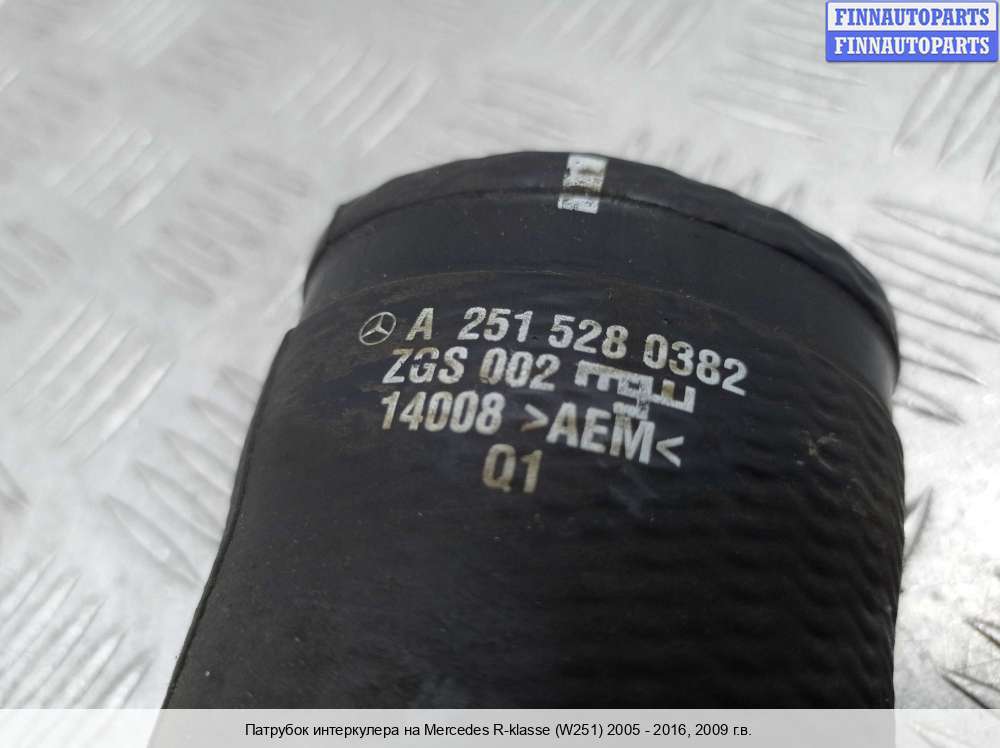 FINNAUTOPARTS
FINNAUTOPARTS
A 251 528 0382
ZGS 002
14008 >AEM<
Q1
Патрубок интеркулера на Mercedes R-klasse (W251) 2005 - 2016, 2009 г.в.